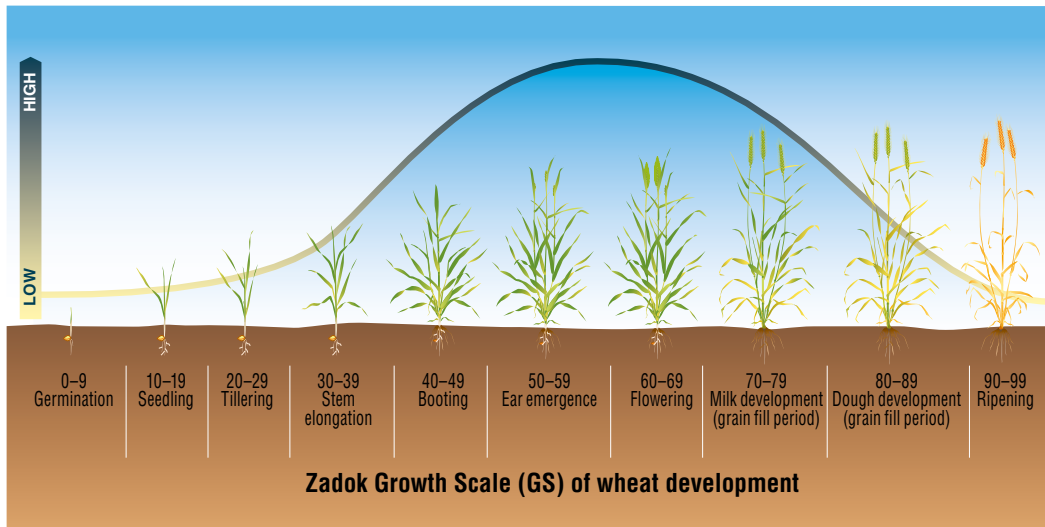 HIGH
LOW
0–9
Germination
10–19
Seedling
20–29
Tillering
30–39
Stem
elongation
40–49
Booting
50–59
Ear emergence
60–69
Flowering
70–79
Milk development
(grain fill period)
80–89
Dough development
(grain fill period)
90–99
Ripening
Zadok Growth Scale (GS) of wheat development